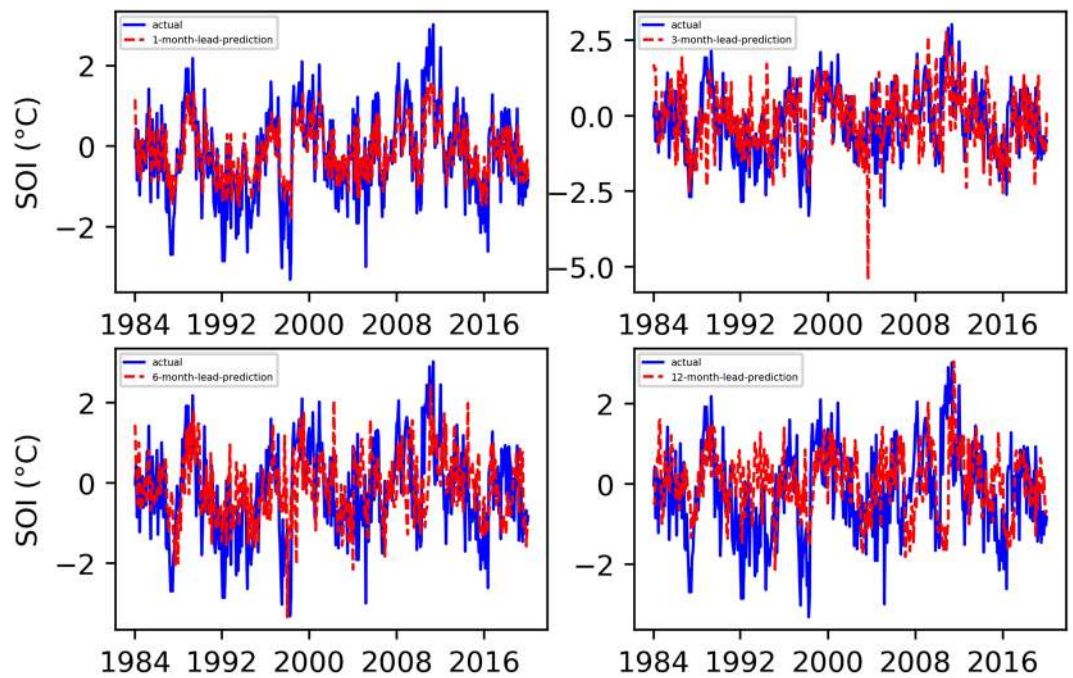 actual
1-month-lead-prediction
SOI (°C)
2
0
−2
1984 1992 2000 2008 2016
actual
3-month-lead-prediction
2.5
0.0
−2.5
−5.0
1984 1992 2000 2008 2016
actual
6-month-lead-prediction
SOI (°C)
2
0
−2
1984 1992 2000 2008 2016
actual
12-month-lead-prediction
2
0
−2
1984 1992 2000 2008 2016